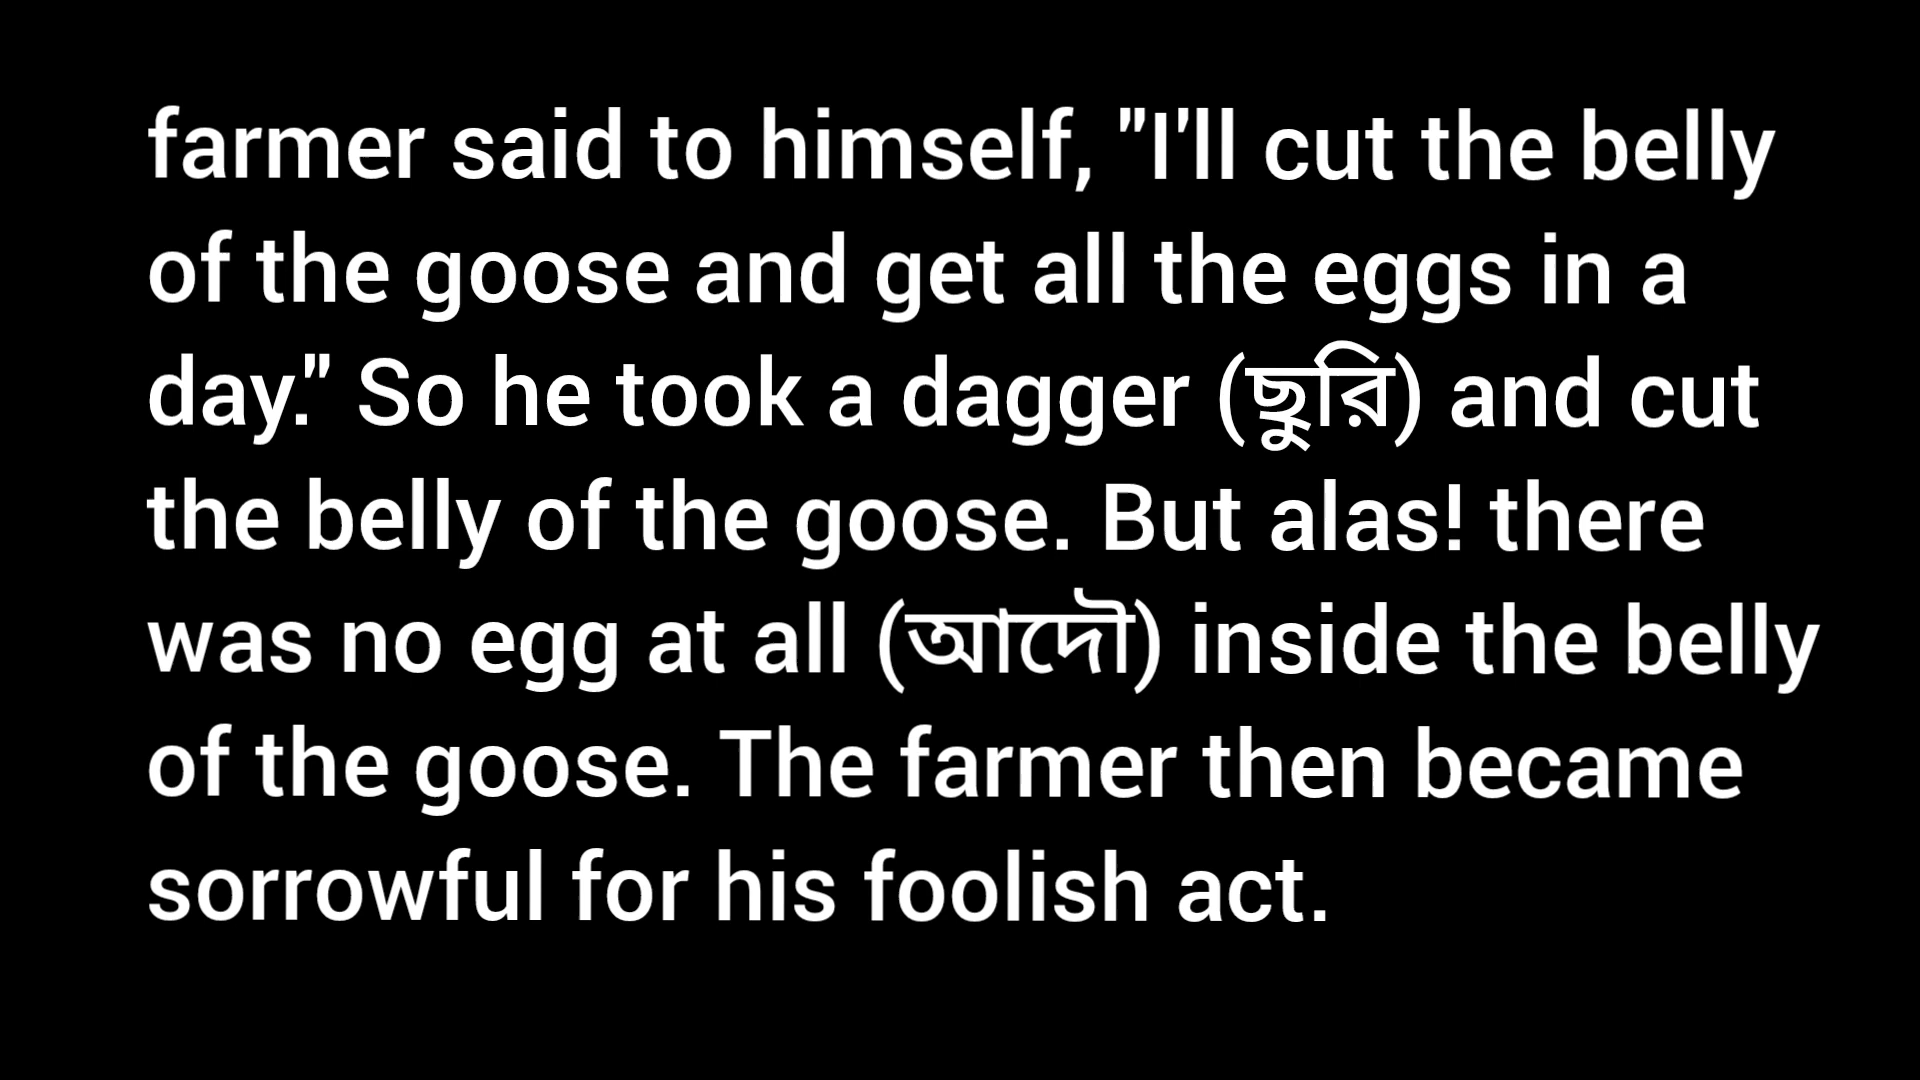 farmer said to himself, "I'll cut the belly
of the goose and get all the eggs in a
day." So he took a dagger (ছুরি) and cut
the belly of the goose. But alas! there
was no egg at all (আদৌ) inside the belly
of the goose. The farmer then became
sorrowful for his foolish act.